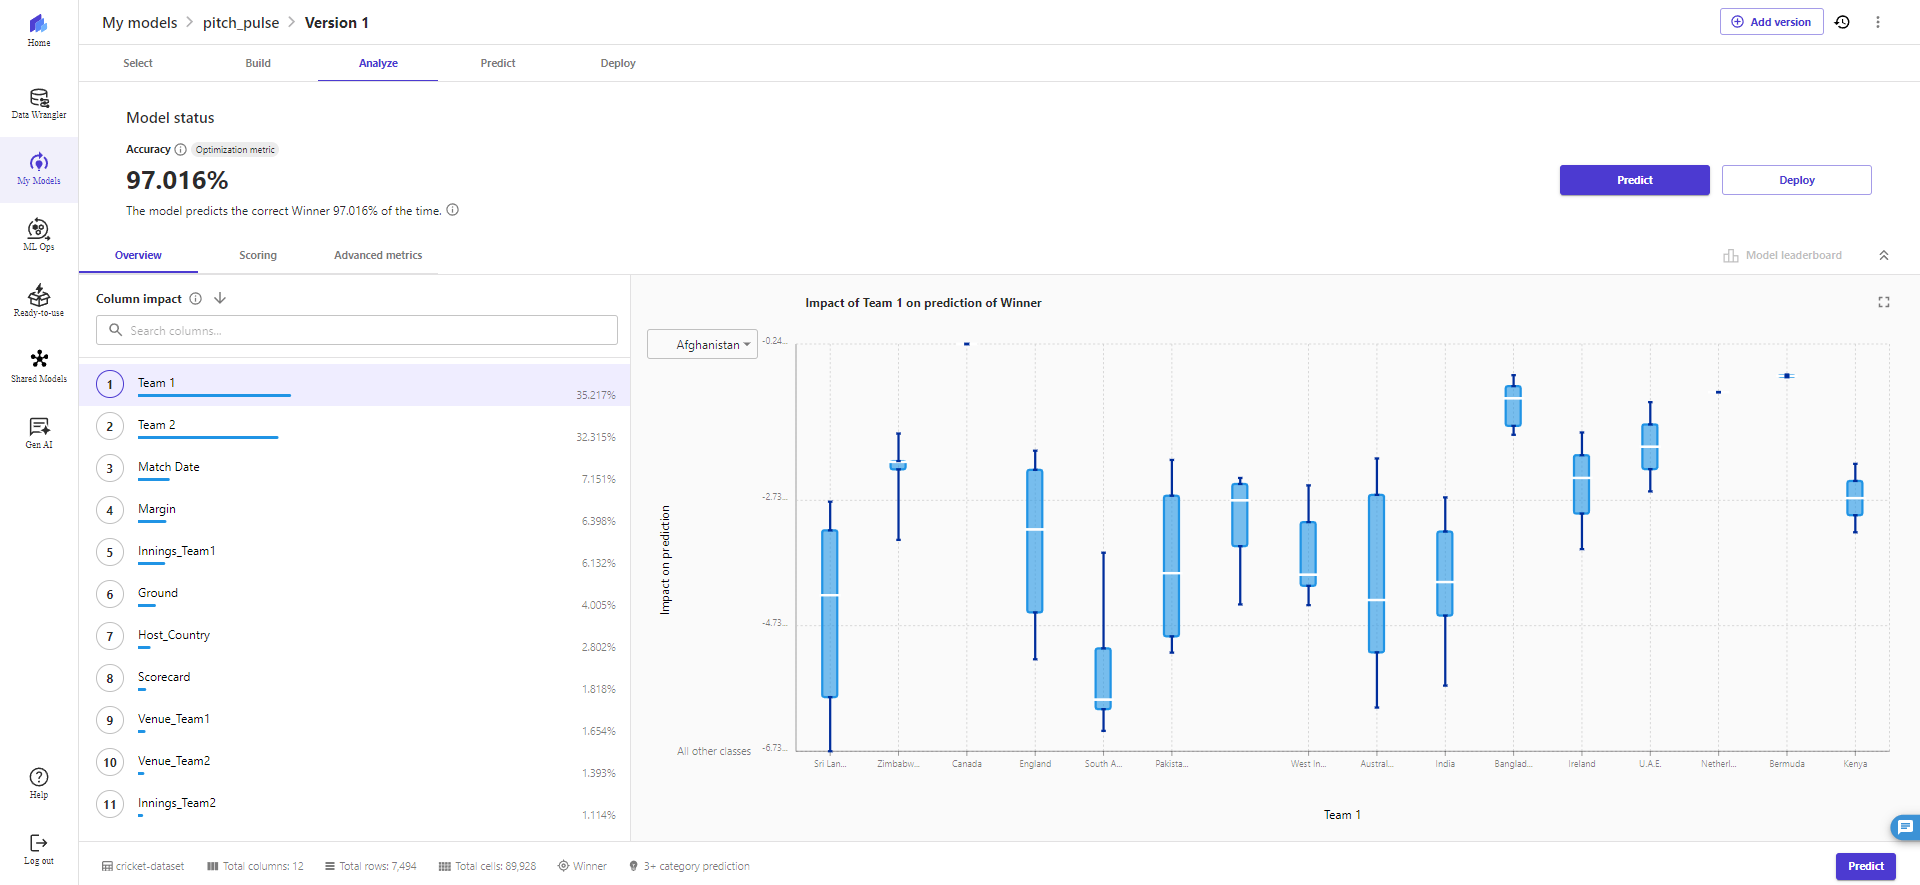 Home
Data Wrangler
My Models
ML Ops
Ready-to-use
Shared Models
Gen AI
Help
Log out
My models > pitch_pulse > Version 1
Add version
Select Build Analyze Predict Deploy
Model status
Accuracy Optimization metric
97.016%
The model predicts the correct Winner 97.016% of the time.
Predict Deploy
Overview Scoring Advanced metrics
Model leaderboard
Column impact
Search columns...
1 Team 1 35.217%
2 Team 2 32.315%
3 Match Date 7.151%
4 Margin 6.398%
5 Innings_Team1 6.132%
6 Ground 4.005%
7 Host_Country 2.802%
8 Scorecard 1.818%
9 Venue_Team1 1.654%
10 Venue_Team2 1.393%
11 Innings_Team2 1.114%
Impact of Team 1 on prediction of Winner
Afghanistan
-0.24...
-2.73...
-4.73...
-6.73...
Impact on prediction
All other classes
Sri Lan... Zimbabw... Canada England South A... Pakista... West In... Austral... India Banglad... Ireland U.A.E. Netherl... Bermuda Kenya
Team 1
cricket-dataset Total columns: 12 Total rows: 7,494 Total cells: 89,928 Winner 3+ category prediction
Predict